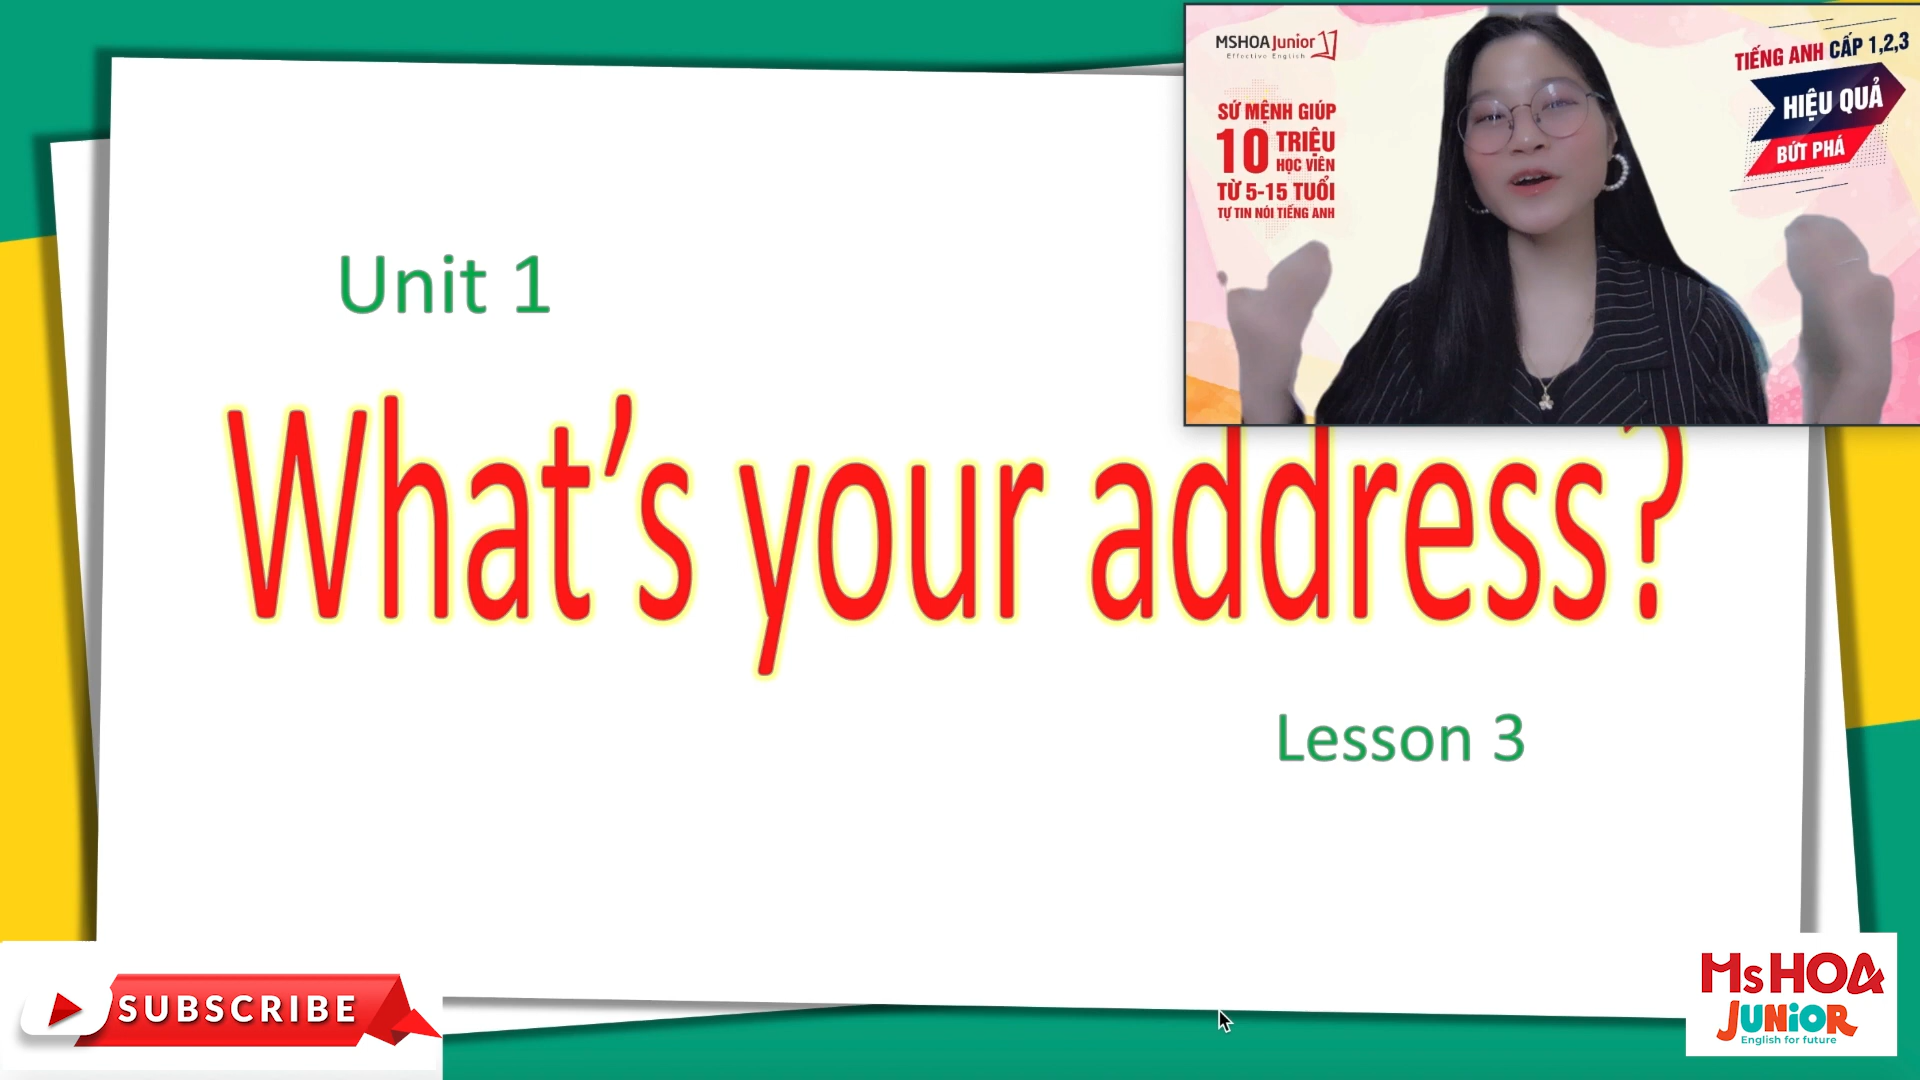 MSHOA Junior
Effective English
SỨ MỆNH GIÚP
10 TRIỆU
HỌC VIÊN
TỪ 5-15 TUỔI
TỰ TIN NÓI TIẾNG ANH
TIẾNG ANH CẤP 1,2,3
HIỆU QUẢ
BỨT PHÁ
Unit 1
What's your address?
Lesson 3
SUBSCRIBE
MsHOA
JUNiOR
English for future